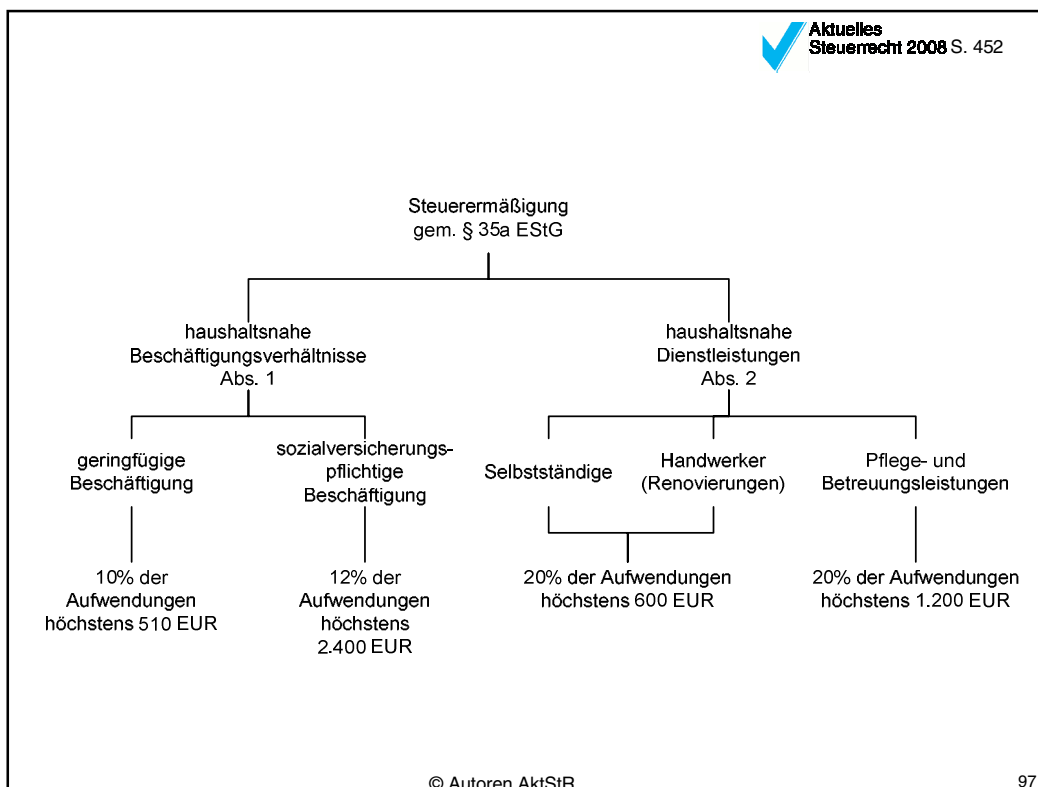 Aktuelles
Steuerrecht 2008 S. 452
Steuerermäßigung
gem. § 35a EStG
haushaltsnahe
Beschäftigungsverhältnisse
Abs. 1
haushaltsnahe
Dienstleistungen
Abs. 2
geringfügige
Beschäftigung
sozialversicherungs-
pflichtige
Beschäftigung
Selbstständige
Handwerker
(Renovierungen)
Pflege- und
Betreuungsleistungen
10% der
Aufwendungen
höchstens 510 EUR
12% der
Aufwendungen
höchstens
2.400 EUR
20% der Aufwendungen
höchstens 600 EUR
20% der Aufwendungen
höchstens 1.200 EUR
© Autoren AktStR
97